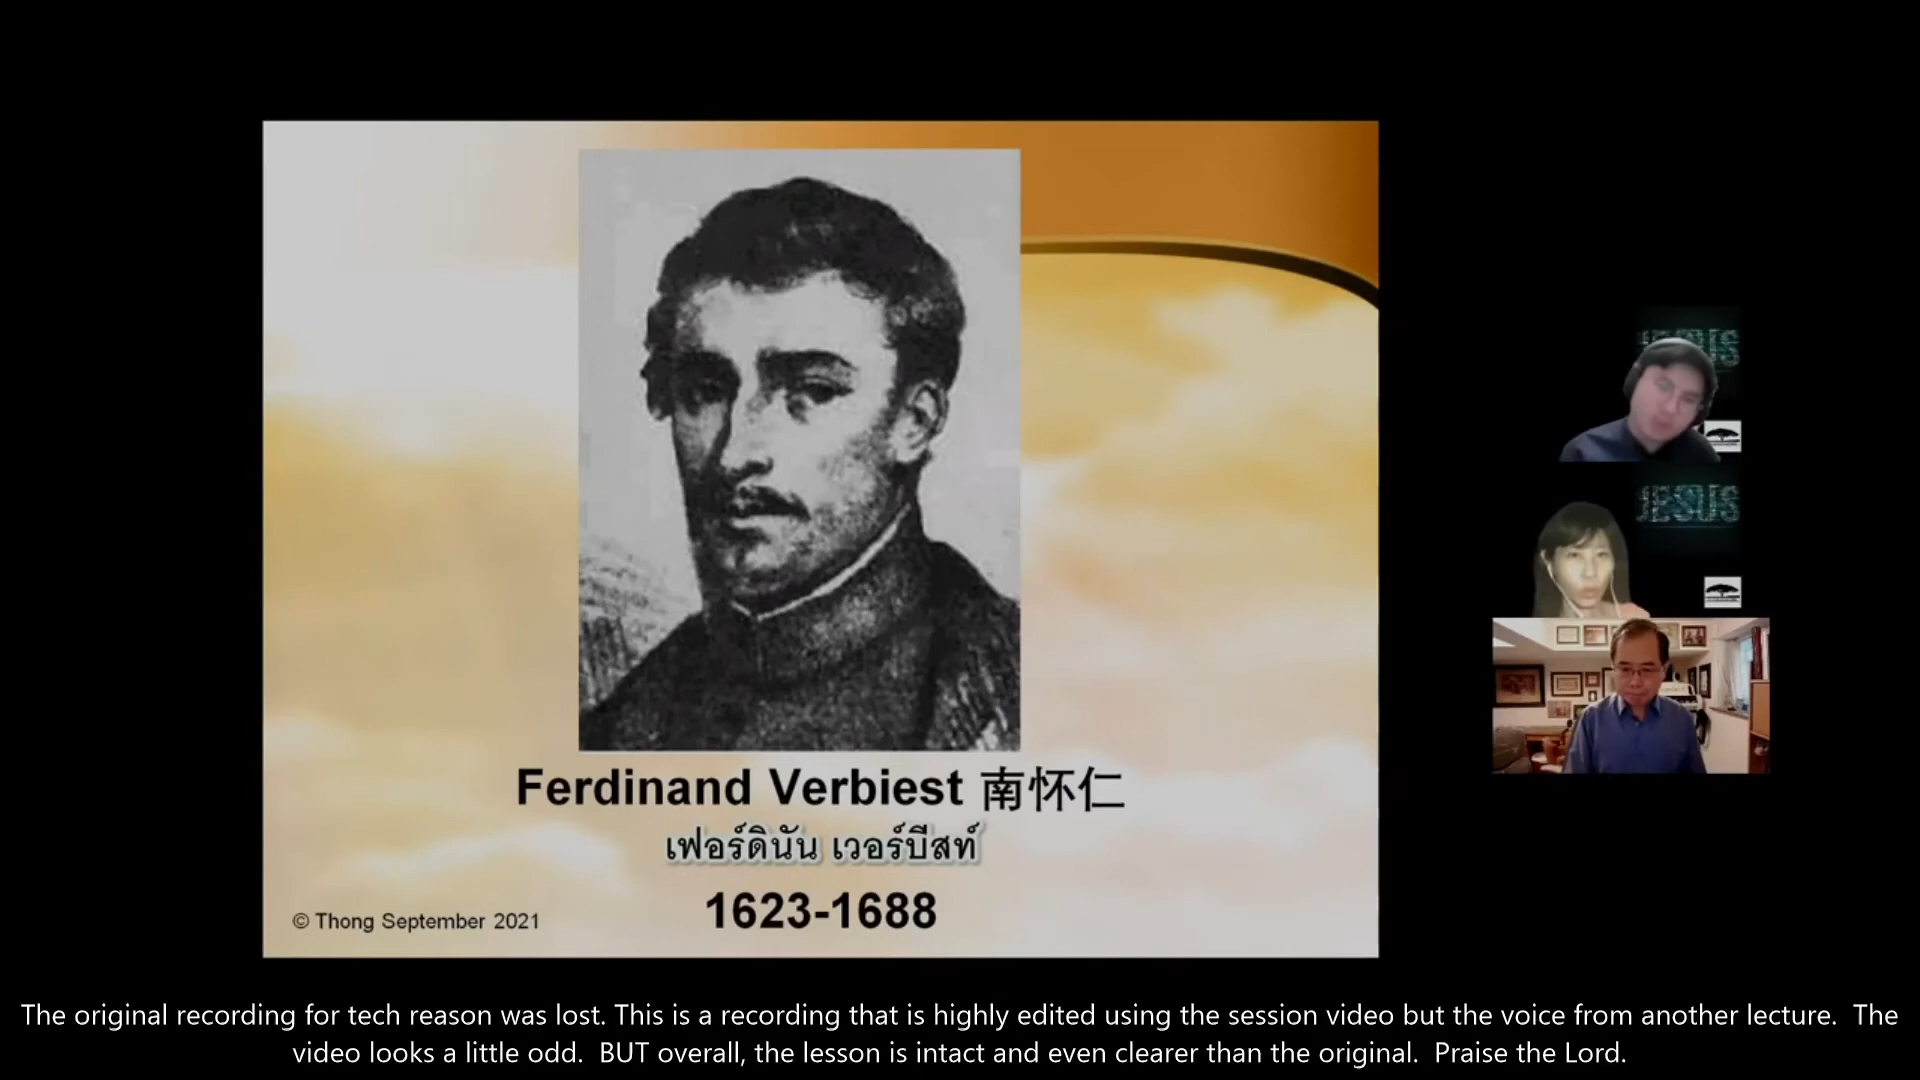 JESUS
JESUS
Ferdinand Verbiest 南怀仁
เฟอร์ดินัน เวอร์บีสท์
1623-1688
© Thong September 2021
The original recording for tech reason was lost. This is a recording that is highly edited using the session video but the voice from another lecture.  The
video looks a little odd.  BUT overall, the lesson is intact and even clearer than the original.  Praise the Lord.